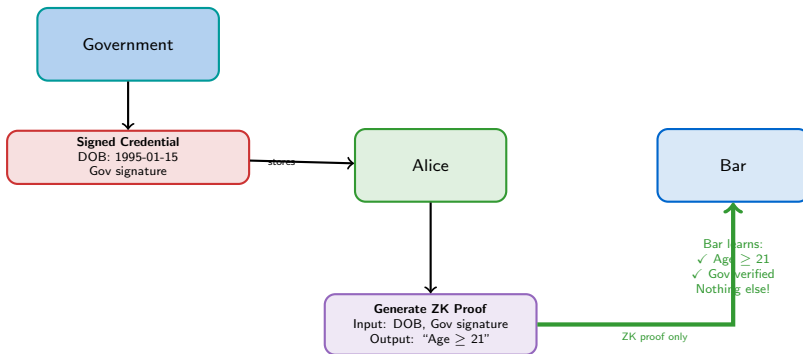 Government
Signed Credential
DOB: 1995-01-15
Gov signature
stores
Alice
Bar
Bar learns:
✓ Age ≥ 21
✓ Gov verified
Nothing else!
Generate ZK Proof
Input: DOB, Gov signature
Output: “Age ≥ 21”
ZK proof only